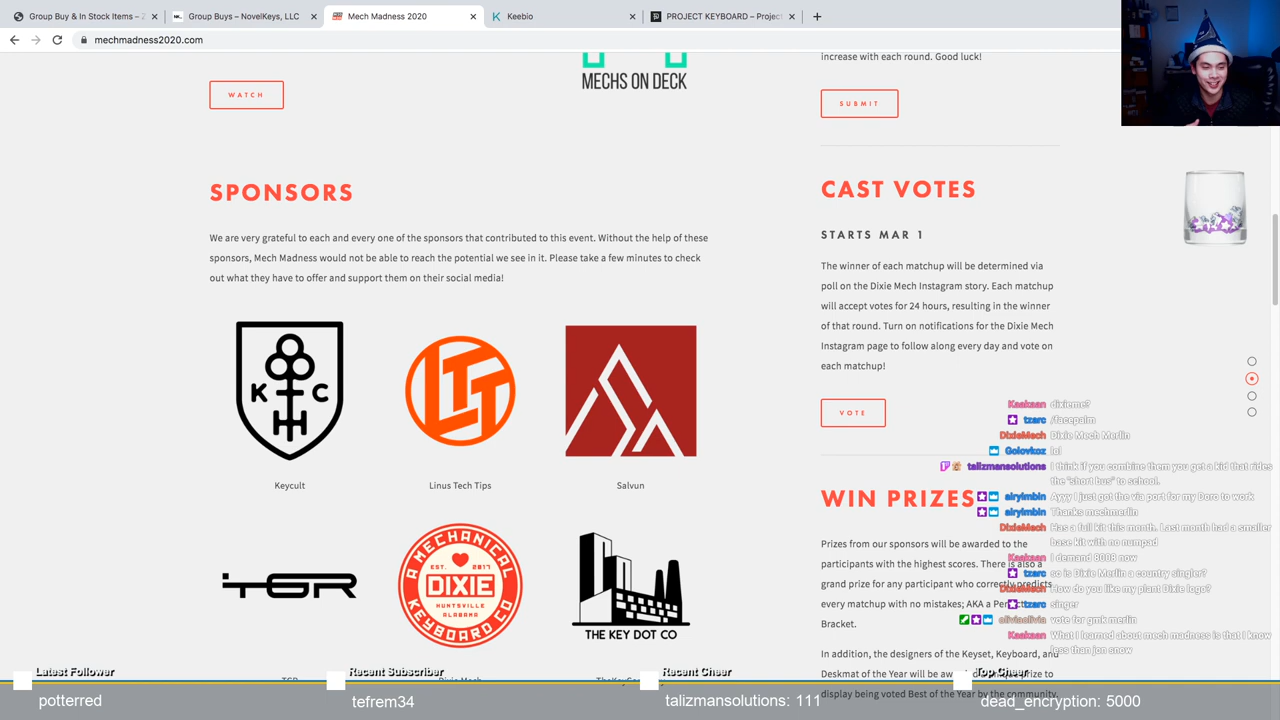 Group Buy & In Stock Items – 2
Group Buys – NovelKeys, LLC
Mech Madness 2020
Keebio
PROJECT KEYBOARD – Projec
mechmadness2020.com
MECHS ON DECK
WATCH
increase with each round. Good luck!
SUBMIT
SPONSORS
We are very grateful to each and every one of the sponsors that contributed to this event. Without the help of these
sponsors, Mech Madness would not be able to reach the potential we see in it. Please take a few minutes to check
out what they have to offer and support them on their social media!
K C
LTT
Keycult
Linus Tech Tips
Salvun
TGR
A MECHANICAL
EST. 2017
DIXIE
HUNTSVILLE
ALABAMA
KEYBOARD CO
THE KEY DOT CO
TGR
Dixie Mech
CAST VOTES
STARTS MAR 1
The winner of each matchup will be determined via
poll on the Dixie Mech Instagram story. Each matchup
will accept votes for 24 hours, resulting in the winner
of that round. Turn on notifications for the Dixie Mech
Instagram page to follow along every day and vote on
each matchup!
VOTE
WIN PRIZES
Prizes from our sponsors will be awarded to the
participants with the highest scores. There is also a
grand prize for any participant who correctly predicts
every matchup with no mistakes; AKA a Perfect
Bracket.
In addition, the designers of the Keyset, Keyboard, and
Deskmat of the Year will be awarded a unique prize to
display being voted Best of the Year by the community.
Kaakaan dixieme?
tzarc /facepalm
DixieMech Dixie Mech Merlin
Golovkoz lol
talizmansolutions I think if you combine them you get a kid that rides
the "short bus" to school.
airyimbin Ayyy I just got the via port for my Doro to work
airyimbin Thanks mechmerlin
DixieMech Has a full kit this month. Last month had a smaller
base kit with no numpad
Kaakaan I demand 8008 now
tzarc so is Dixie Merlin a country singler?
DixieMech How do you like my plant Dixie logo?
tzarc singer
oliviaolivia vote for gmk merlin
Kaakaan What I learned about mech madness is that I know
less than jon snow
Latest Follower
potterred
Recent Subscriber
tefrem34
Recent Cheer
talizmansolutions: 111
Top Cheer
dead_encryption: 5000